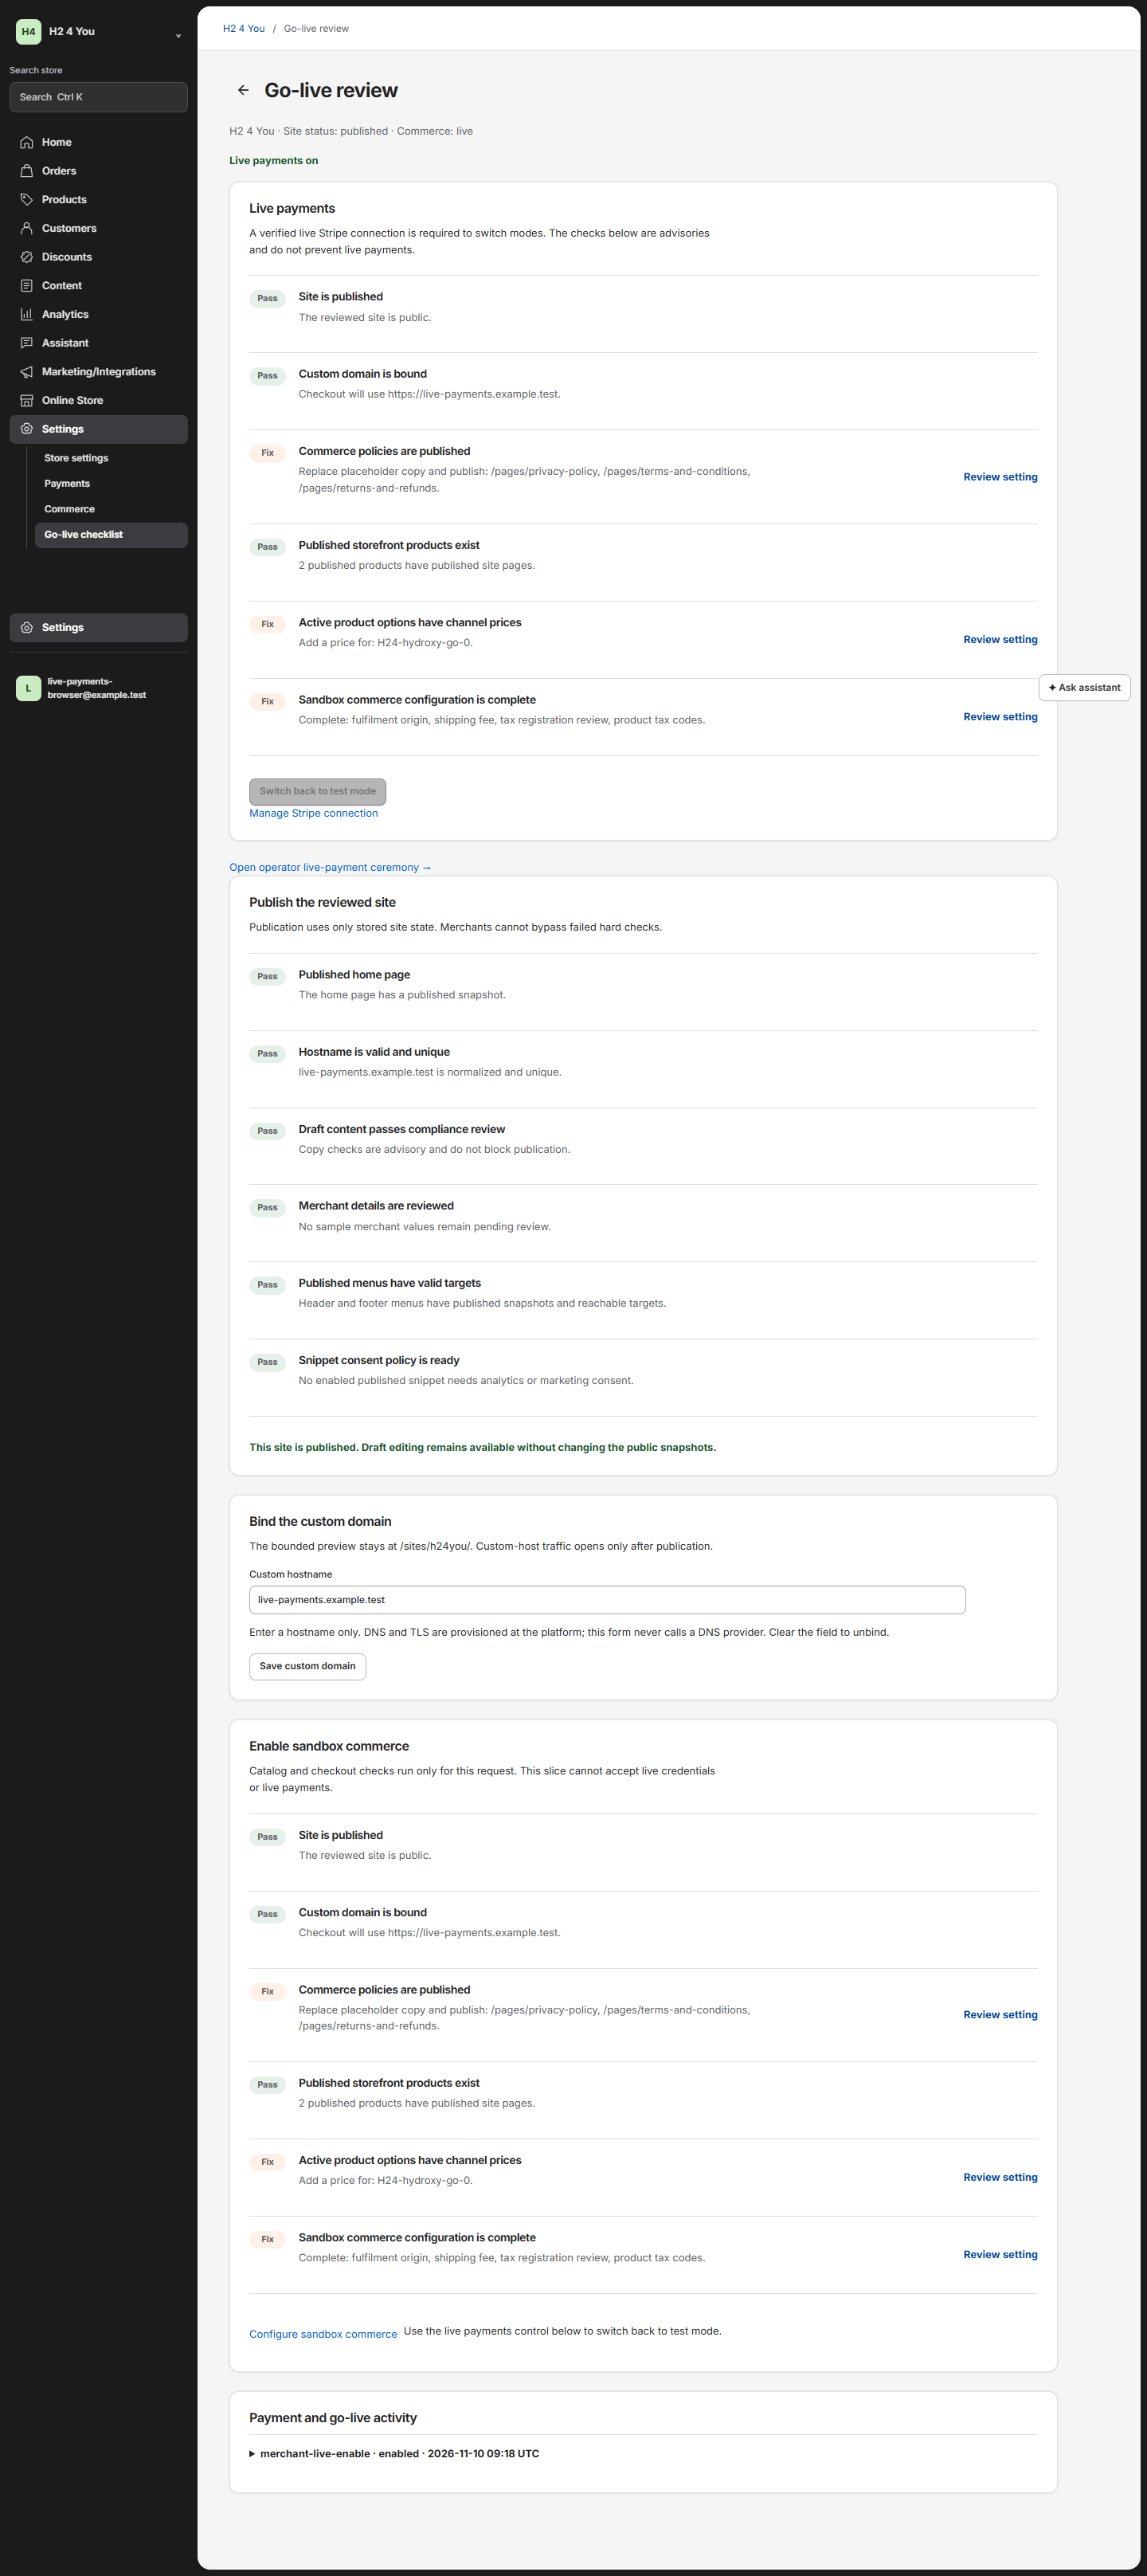 H4 H2 4 You
Search store
Search Ctrl K
Home
Orders
Products
Customers
Discounts
Content
Analytics
Assistant
Marketing/Integrations
Online Store
Settings
Store settings
Payments
Commerce
Go-live checklist
Settings
L
live-payments-
browser@example.test
H2 4 You / Go-live review
← Go-live review
H2 4 You · Site status: published · Commerce: live
Live payments on
Live payments
A verified live Stripe connection is required to switch modes. The checks below are advisories
and do not prevent live payments.
Pass Site is published
The reviewed site is public.
Pass Custom domain is bound
Checkout will use https://live-payments.example.test.
Fix Commerce policies are published
Replace placeholder copy and publish: /pages/privacy-policy, /pages/terms-and-conditions,
/pages/returns-and-refunds.
Review setting
Pass Published storefront products exist
2 published products have published site pages.
Fix Active product options have channel prices
Add a price for: H24-hydroxy-go-0.
Review setting
Fix Sandbox commerce configuration is complete
Complete: fulfilment origin, shipping fee, tax registration review, product tax codes.
Review setting
✦ Ask assistant
Switch back to test mode
Manage Stripe connection
Open operator live-payment ceremony →
Publish the reviewed site
Publication uses only stored site state. Merchants cannot bypass failed hard checks.
Pass Published home page
The home page has a published snapshot.
Pass Hostname is valid and unique
live-payments.example.test is normalized and unique.
Pass Draft content passes compliance review
Copy checks are advisory and do not block publication.
Pass Merchant details are reviewed
No sample merchant values remain pending review.
Pass Published menus have valid targets
Header and footer menus have published snapshots and reachable targets.
Pass Snippet consent policy is ready
No enabled published snippet needs analytics or marketing consent.
This site is published. Draft editing remains available without changing the public snapshots.
Bind the custom domain
The bounded preview stays at /sites/h24you/. Custom-host traffic opens only after publication.
Custom hostname
live-payments.example.test
Enter a hostname only. DNS and TLS are provisioned at the platform; this form never calls a DNS provider. Clear the field to unbind.
Save custom domain
Enable sandbox commerce
Catalog and checkout checks run only for this request. This slice cannot accept live credentials
or live payments.
Pass Site is published
The reviewed site is public.
Pass Custom domain is bound
Checkout will use https://live-payments.example.test.
Fix Commerce policies are published
Replace placeholder copy and publish: /pages/privacy-policy, /pages/terms-and-conditions,
/pages/returns-and-refunds.
Review setting
Pass Published storefront products exist
2 published products have published site pages.
Fix Active product options have channel prices
Add a price for: H24-hydroxy-go-0.
Review setting
Fix Sandbox commerce configuration is complete
Complete: fulfilment origin, shipping fee, tax registration review, product tax codes.
Review setting
Configure sandbox commerce Use the live payments control below to switch back to test mode.
Payment and go-live activity
▶ merchant-live-enable · enabled · 2026-11-10 09:18 UTC